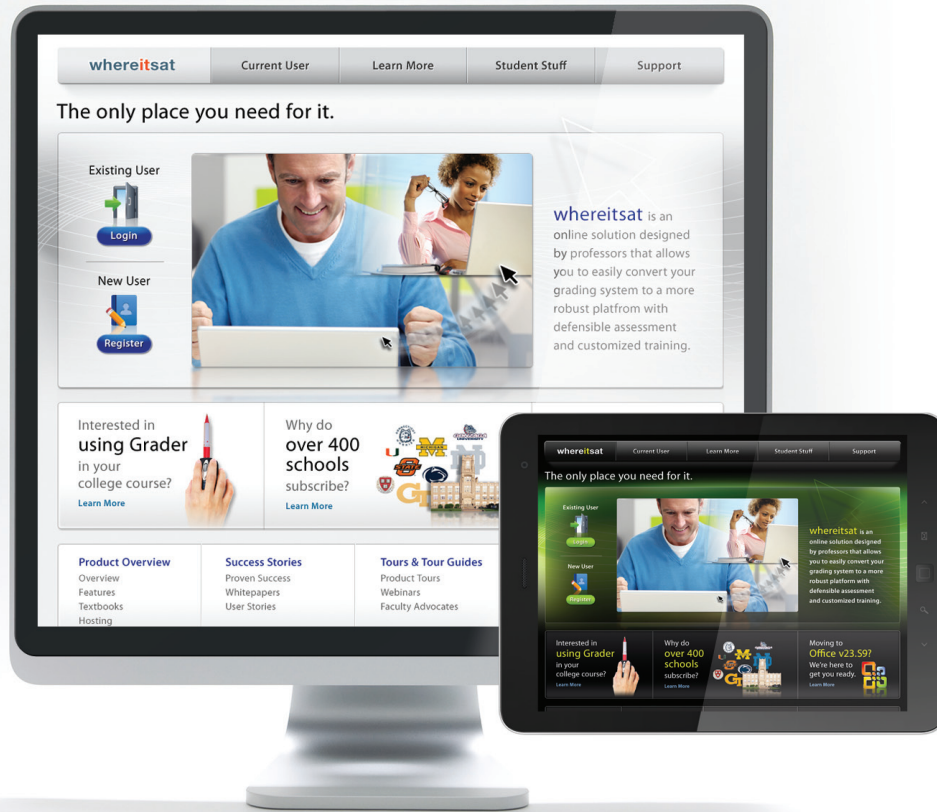 whereitsat
Current User
Learn More
Student Stuff
Support
The only place you need for it.
Existing User
Login
New User
Register
whereitsat is an
online solution designed
by professors that allows
you to easily convert your
grading system to a more
robust platfrom with
defensible assessment
and customized training.
Interested in
using Grader
in your
college course?
Learn More
Why do
over 400
schools
subscribe?
Learn More
Product Overview
Overview
Features
Textbooks
Hosting
Success Stories
Proven Success
Whitepapers
User Stories
Tours & Tour Guides
Product Tours
Webinars
Faculty Advocates
whereitsat
Current User
Learn More
Student Stuff
Support
The only place you need for it.
Existing User
Login
New User
Register
whereitsat is an
online solution designed
by professors that allows
you to easily convert your
grading system to a more
robust platform with
defensible assessment
and customized training.
Interested in
using Grader
in your
college course?
Learn More
Why do
over 400
schools
subscribe?
Learn More
Moving to
Office v23.S9?
We're here to
get you ready.
Learn More